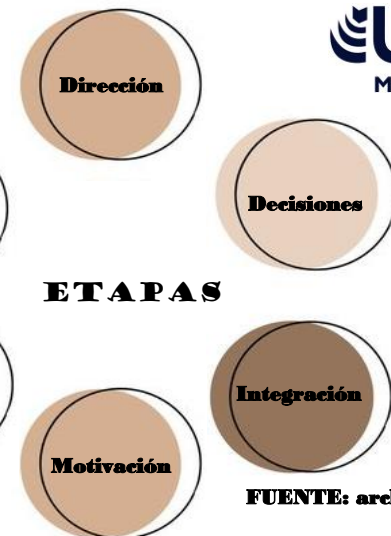 Dirección
Decisiones
ETAPAS
Integración
Motivación
FUENTE: